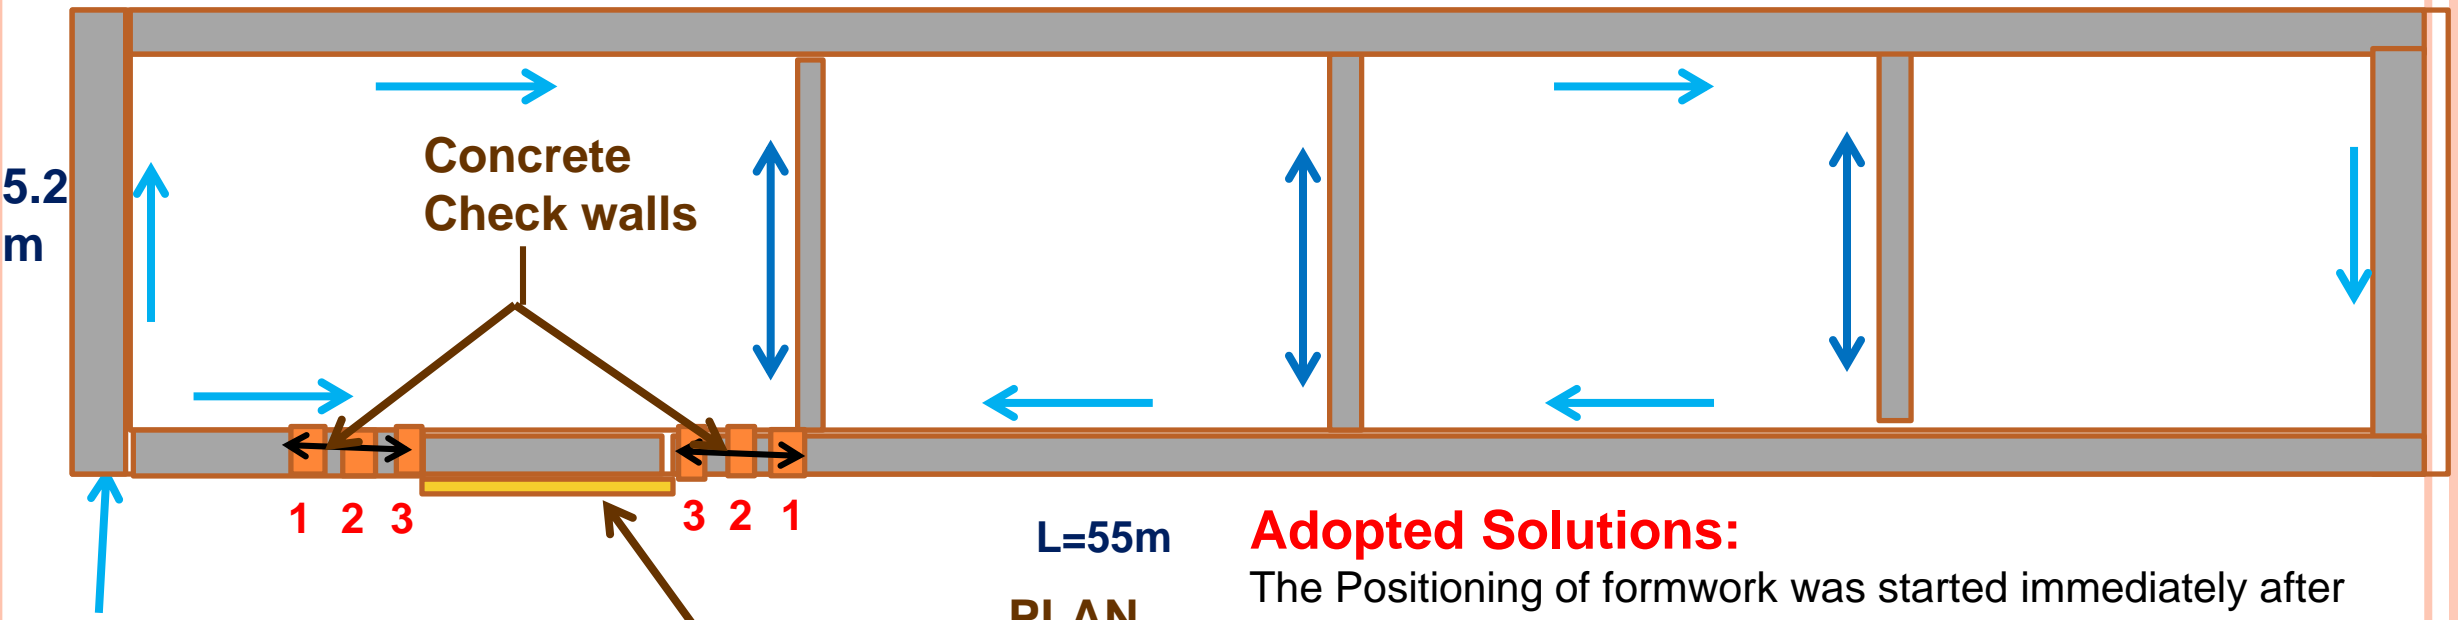 Concrete
Check walls
5.2
m
1 2 3
3 2 1
L=55m
PLAN
Adopted Solutions:
The Positioning of formwork was started immediately after